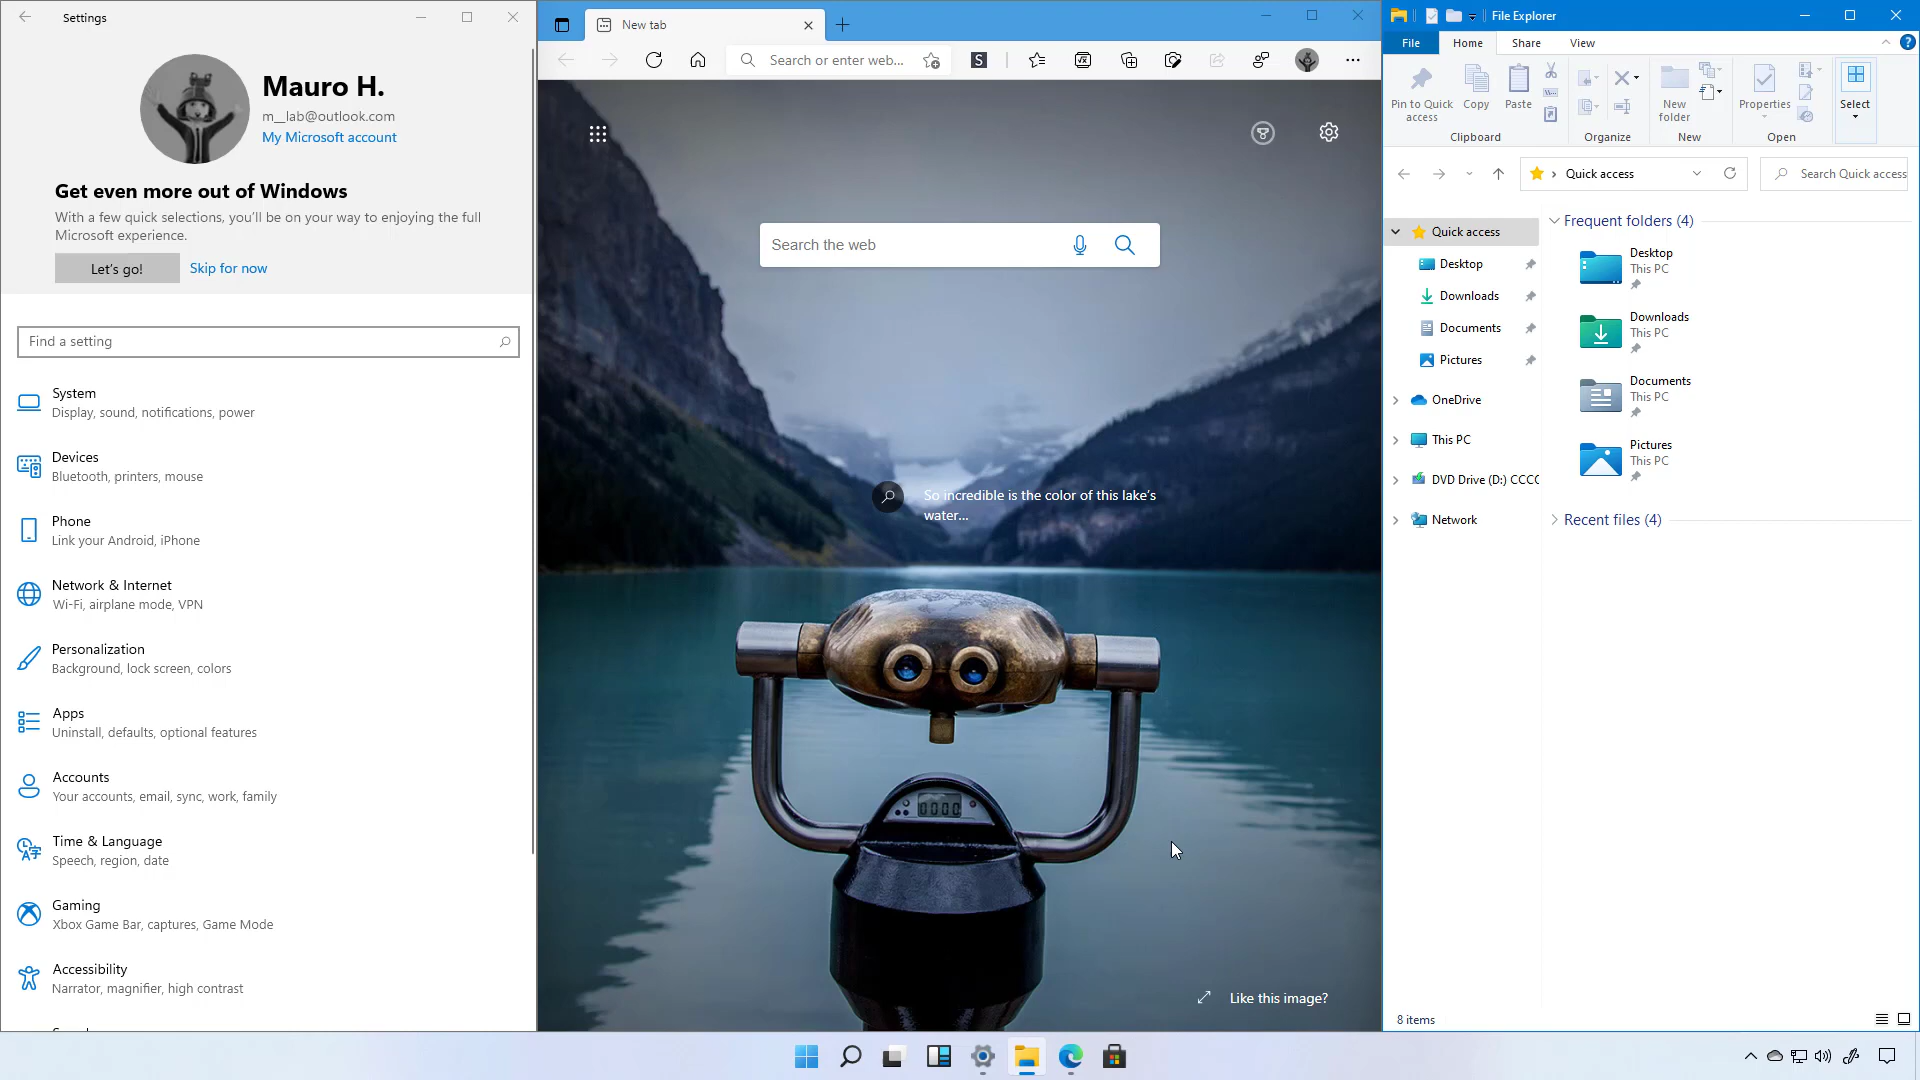 Settings
Mauro H.
m__lab@outlook.com
My Microsoft account
Get even more out of Windows
With a few quick selections, you'll be on your way to enjoying the full
Microsoft experience.
Let's go!
Skip for now
Find a setting
System
Display, sound, notifications, power
Devices
Bluetooth, printers, mouse
Phone
Link your Android, iPhone
Network & Internet
Wi-Fi, airplane mode, VPN
Personalization
Background, lock screen, colors
Apps
Uninstall, defaults, optional features
Accounts
Your accounts, email, sync, work, family
Time & Language
Speech, region, date
Gaming
Xbox Game Bar, captures, Game Mode
Accessibility
Narrator, magnifier, high contrast
New tab
Search or enter web...
S
Search the web
So incredible is the color of this lake's
water...
0000
Like this image?
File Explorer
File
Home
Share
View
Pin to Quick
access
Copy
Paste
Clipboard
Organize
New
folder
New
Properties
Open
Select
Quick access
Search Quick access
Quick access
Desktop
Downloads
Documents
Pictures
OneDrive
This PC
DVD Drive (D:) CCCC
Network
Frequent folders (4)
Desktop
This PC
Downloads
This PC
Documents
This PC
Pictures
This PC
Recent files (4)
8 items